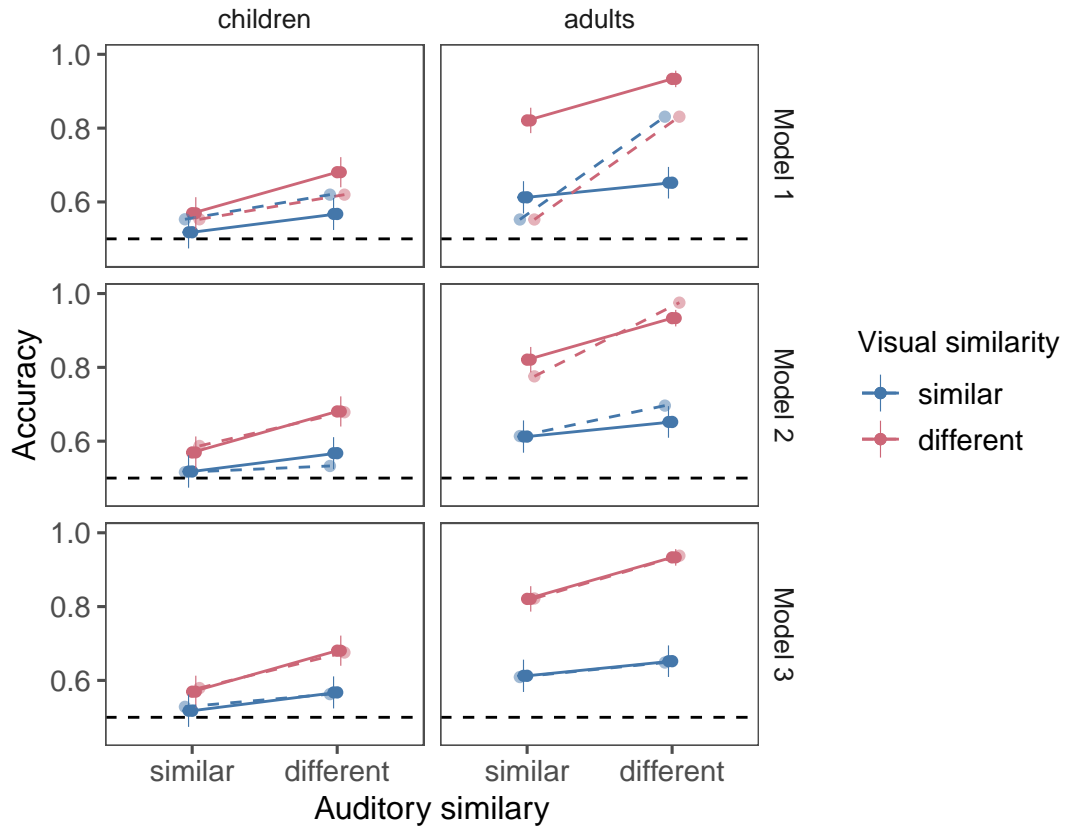 children
adults
1.0
0.8
0.6
Model 1
1.0
0.8
0.6
Model 2
1.0
0.8
0.6
Model 3
Accuracy
similar
different
similar
different
Auditory similary
Visual similarity
similar
different